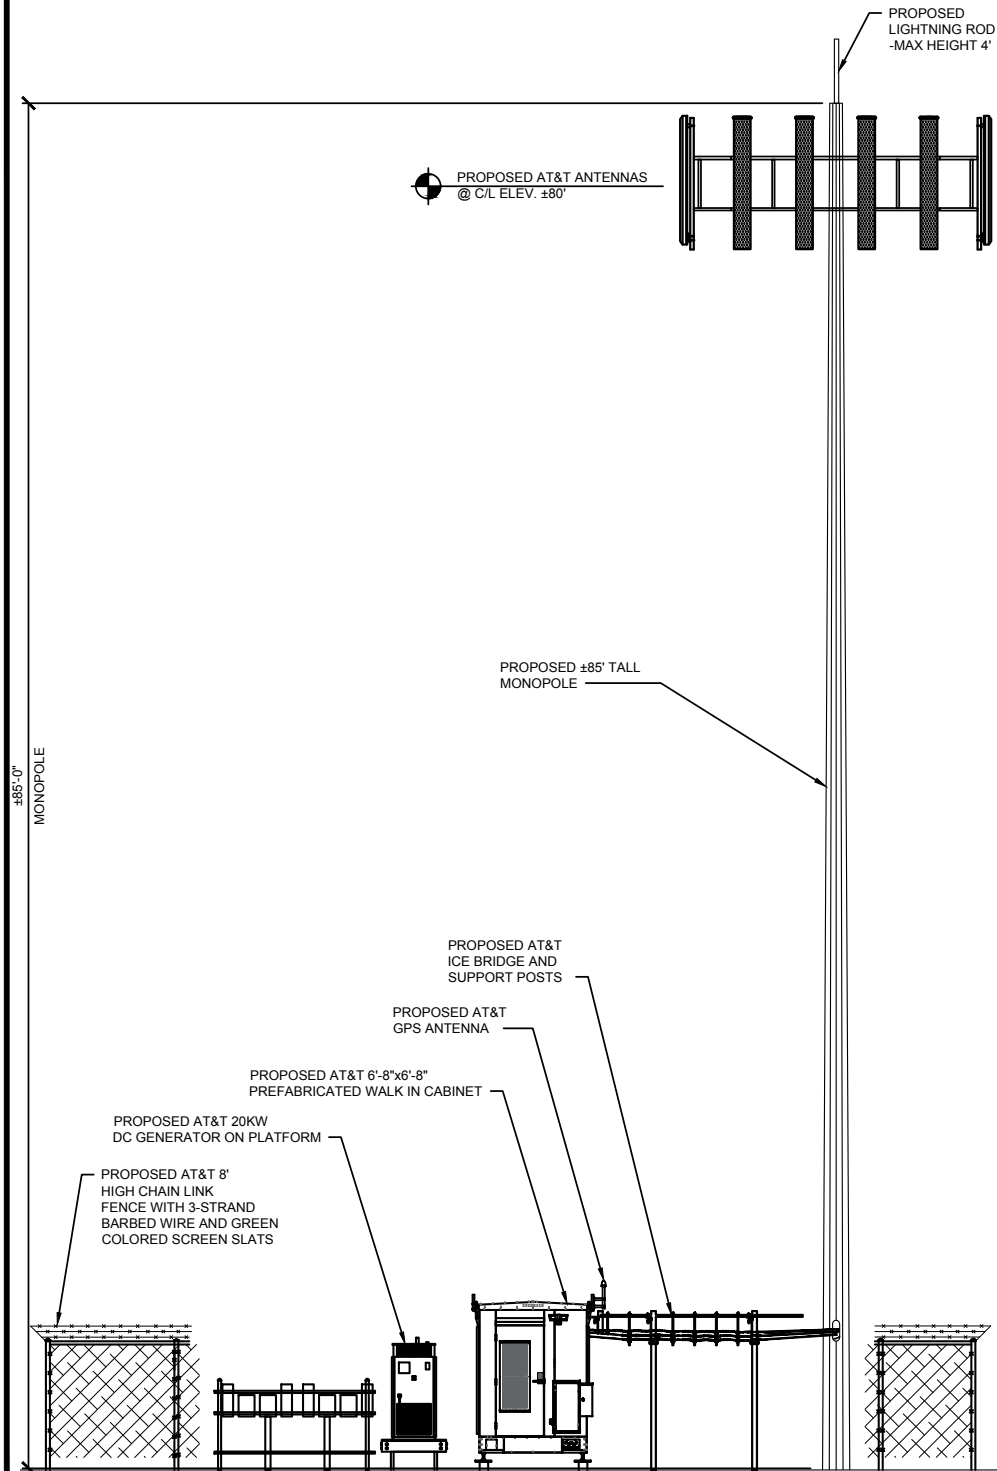 PROPOSED
LIGHTNING ROD
-MAX HEIGHT 4'
PROPOSED AT&T ANTENNAS
@ C/L ELEV. ±80'
PROPOSED ±85' TALL
MONOPOLE
±85'-0"
MONOPOLE
PROPOSED AT&T
ICE BRIDGE AND
SUPPORT POSTS
PROPOSED AT&T
GPS ANTENNA
PROPOSED AT&T 6'-8"x6'-8"
PREFABRICATED WALK IN CABINET
PROPOSED AT&T 20KW
DC GENERATOR ON PLATFORM
PROPOSED AT&T 8'
HIGH CHAIN LINK
FENCE WITH 3-STRAND
BARBED WIRE AND GREEN
COLORED SCREEN SLATS